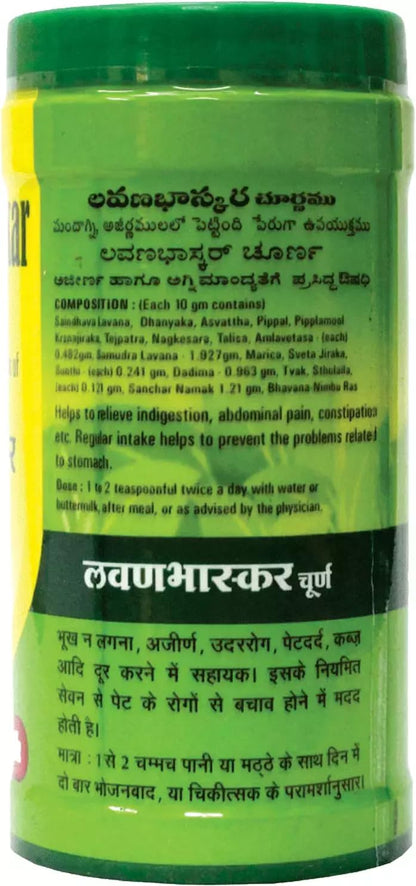 లవణభాస్కర చూర్ణము
మందాగ్ని, అజీర్ణములలో పెట్టింది పేరుగా ఉపయుక్తము
ಲವಣಭಾಸ್ಕರ್ ಚೂರ್ಣ
ಅಜೀರ್ಣ ಹಾಗೂ ಅಗ್ನಿ ಮಾಂದ್ಯತೆಗೆ ಪ್ರಸಿದ್ಧ ಔಷಧಿ
COMPOSITION : (Each 10 gm contains)
Saindhava Lavana, Dhanyaka, Asvattha, Pippal, Pipplamool
Krsnajiraka, Tejpatra, Nagkesara, Talisa, Amlavetasa - (each)
0.482gm, Samudra Lavana - 1.927gm, Marica, Sveta Jiraka,
Sunthi - (each) 0.241 gm, Dadima - 0.963 gm, Tvak, Sthulaila,
(each) 0.121 gm, Sanchar Namak 1.21 gm, Bhavana-Nimbu Ras
Helps to relieve indigestion, abdominal pain, constipation
etc. Regular intake helps to prevent the problems related
to stomach.
Dose : 1 to 2 teaspoonful twice a day with water or
buttermilk after meal, or as advised by the physician.
लवणभास्कर चूर्ण
भूख न लगना, अजीर्ण, उदररोग, पेटदर्द, कब्ज़
आदि दूर करने में सहायक। इसके नियमित
सेवन से पेट के रोगों से बचाव होने में मदद
होती है।
मात्रा : 1 से 2 चम्मच पानी या मठ्ठे के साथ दिन में
दो बार भोजनवाद, या चिकीत्सक के परामर्शानुसार।